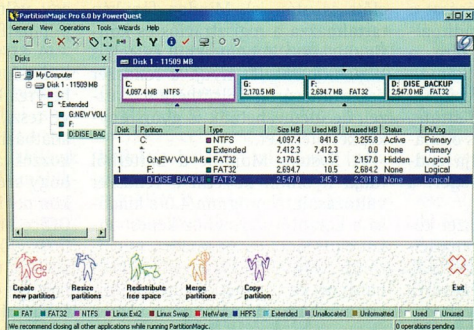 PartitionMagic Pro 6.0 by PowerQuest
General View Operations Tools Wizards Help
Disks
Disk 1 - 11509 MB
My Computer
Disk 1 - 11509 MB
C:
*:Extended
G:NEW VOLU
F:
D:DISE_BAC
C:
4,097.4 MB NTFS
G:
2,170.5 MB
F:
2,694.7 MB FAT32
D: DISE_BACKUP
2,547.0 MB FAT32
Disk Partition Type Size MB Used MB Unused MB Status Pri/Log
1 C: NTFS 4,097.4 841.6 3,255.8 Active Primary
1 *: Extended 7,412.3 7,412.3 0.0 None Primary
1 G:NEW VOLUME FAT32 2,170.5 13.5 2,157.0 Hidden Logical
1 F: FAT32 2,694.7 10.5 2,684.2 None Logical
1 D:DISE_BACKUI FAT32 2,547.0 345.3 2,201.8 None Logical
Create new partition
Resize partitions
Redistribute free space
Merge partitions
Copy partition
Exit
FAT FAT32 NTFS Linux Ext2 Linux Swap NetWare HPFS Extended Unallocated Unformatted Used Unused
We recommend closing all other applications while running PartitionMagic. 0 operations pending.